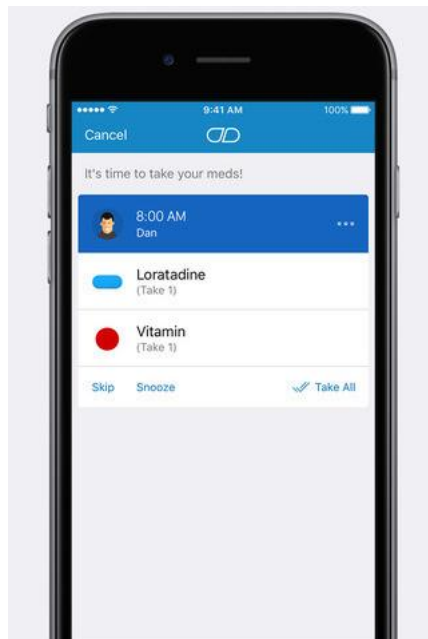 9:41 AM
100%
Cancel
It's time to take your meds!
8:00 AM
Dan
Loratadine
(Take 1)
Vitamin
(Take 1)
Skip Snooze Take All